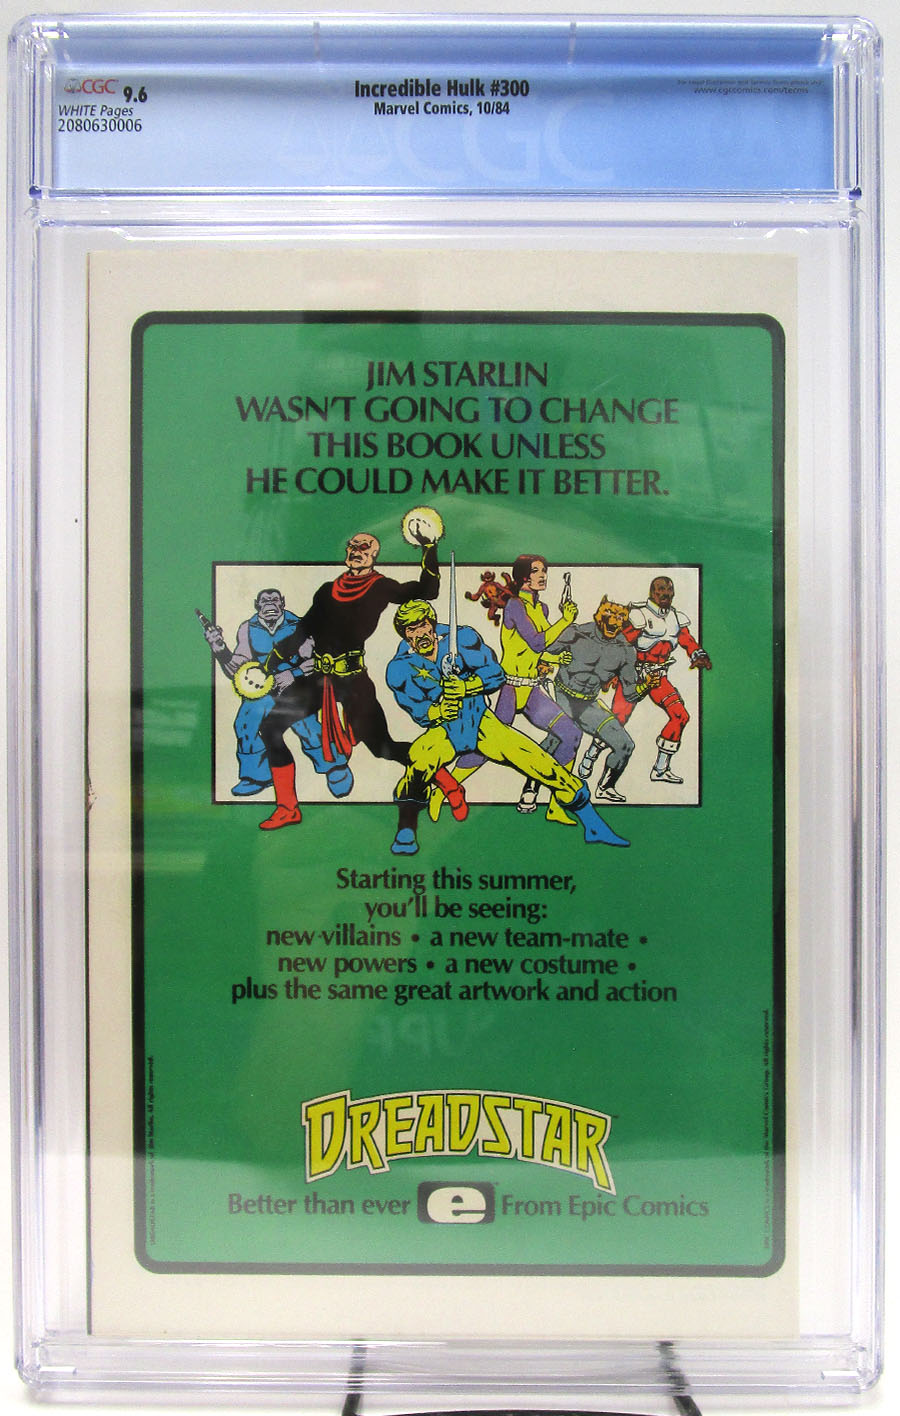 CGC 9.6
WHITE Pages
2080630006
Incredible Hulk #300
Marvel Comics, 10/84
www.cgccomics.com/terms
CGC
JIM STARLIN
WASN'T GOING TO CHANGE
THIS BOOK UNLESS
HE COULD MAKE IT BETTER.
Starting this summer,
you'll be seeing:
new villains • a new team-mate •
new powers • a new costume •
plus the same great artwork and action
DREADSTAR
Better than ever e From Epic Comics